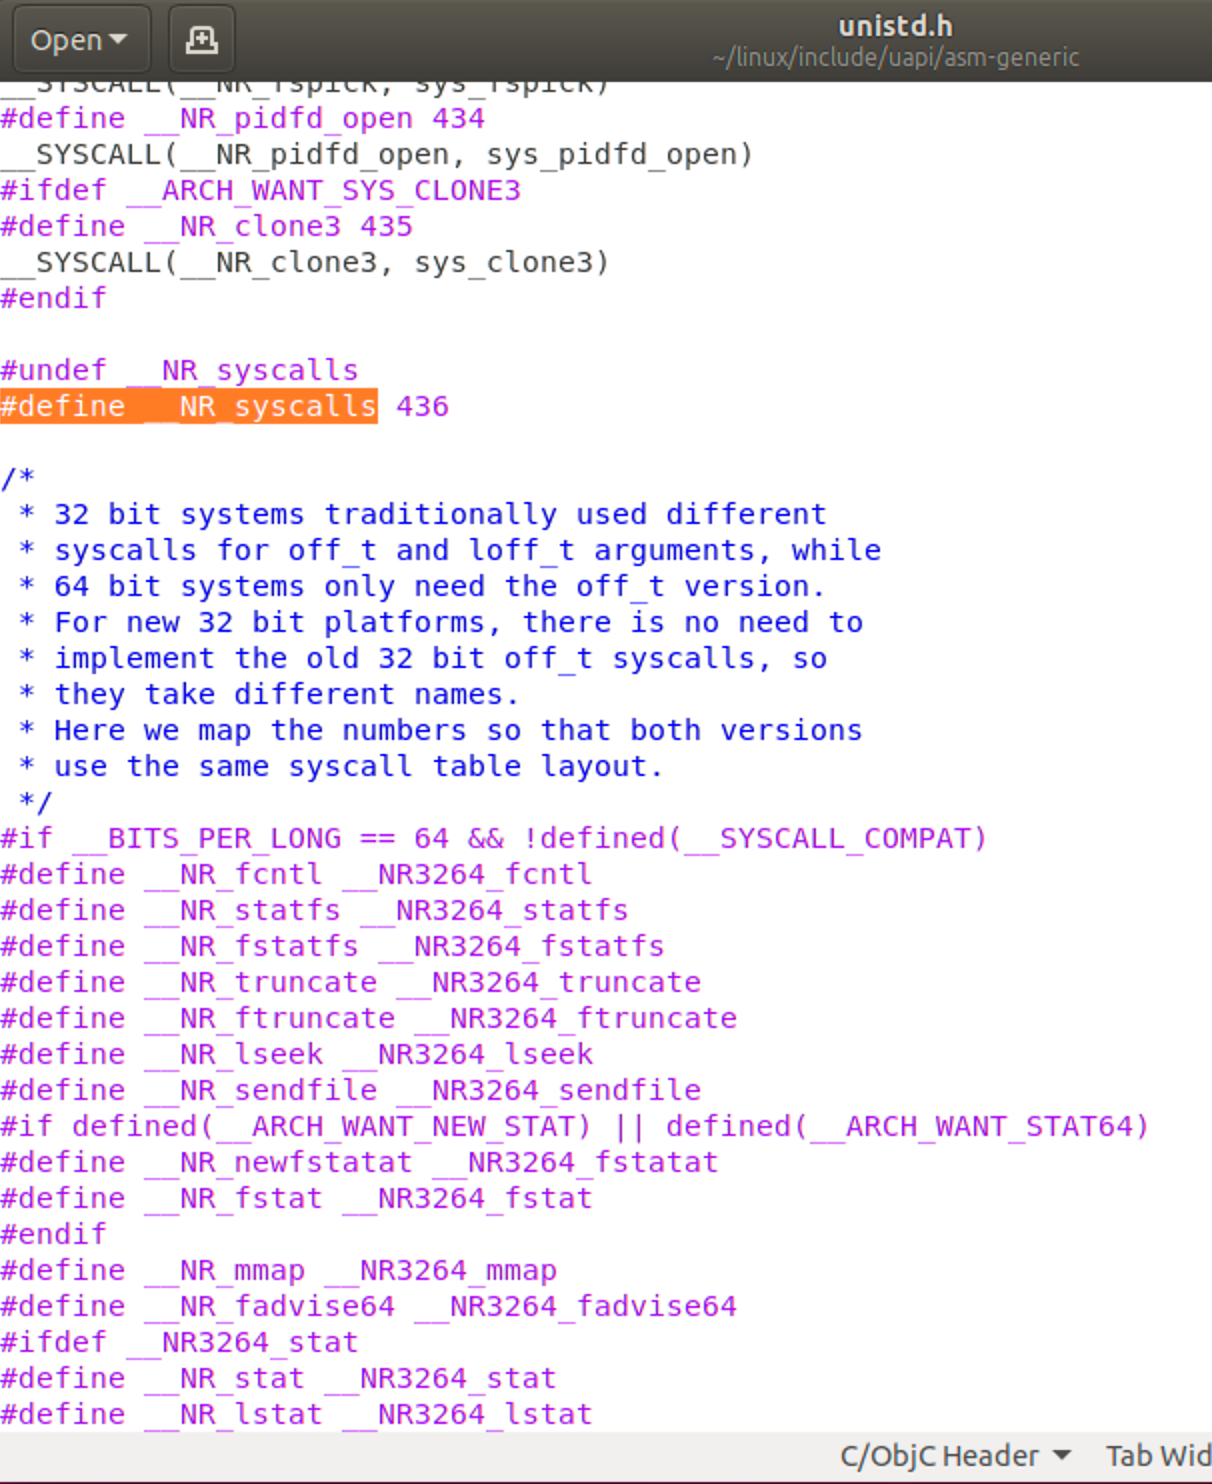 Open
unistd.h
~/linux/include/uapi/asm-generic
__SYSCALL(__NR_fspick, sys_fspick)
#define __NR_pidfd_open 434
__SYSCALL(__NR_pidfd_open, sys_pidfd_open)
#ifdef __ARCH_WANT_SYS_CLONE3
#define __NR_clone3 435
__SYSCALL(__NR_clone3, sys_clone3)
#endif
#undef __NR_syscalls
#define __NR_syscalls 436
/*
 * 32 bit systems traditionally used different
 * syscalls for off_t and loff_t arguments, while
 * 64 bit systems only need the off_t version.
 * For new 32 bit platforms, there is no need to
 * implement the old 32 bit off_t syscalls, so
 * they take different names.
 * Here we map the numbers so that both versions
 * use the same syscall table layout.
 */
#if __BITS_PER_LONG == 64 && !defined(__SYSCALL_COMPAT)
#define __NR_fcntl __NR3264_fcntl
#define __NR_statfs __NR3264_statfs
#define __NR_fstatfs __NR3264_fstatfs
#define __NR_truncate __NR3264_truncate
#define __NR_ftruncate __NR3264_ftruncate
#define __NR_lseek __NR3264_lseek
#define __NR_sendfile __NR3264_sendfile
#if defined(__ARCH_WANT_NEW_STAT) || defined(__ARCH_WANT_STAT64)
#define __NR_newfstatat __NR3264_fstatat
#define __NR_fstat __NR3264_fstat
#endif
#define __NR_mmap __NR3264_mmap
#define __NR_fadvise64 __NR3264_fadvise64
#ifdef __NR3264_stat
#define __NR_stat __NR3264_stat
#define __NR_lstat __NR3264_lstat
C/ObjC Header Tab Wid